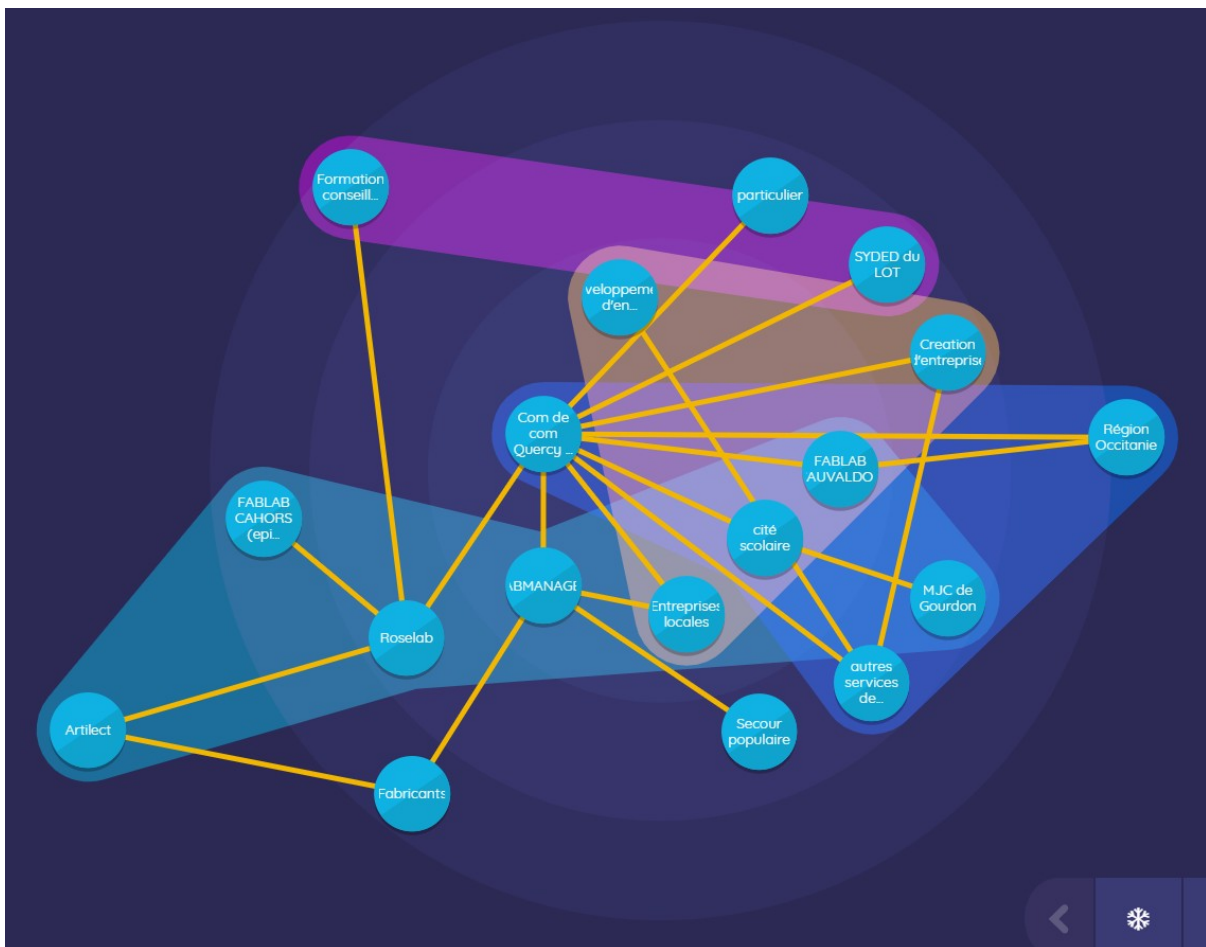 Formation
conseill...
particulier
SYDED du
LOT
veloppeme
d'en...
Creation
d'entreprise
Com de
com
Quercy ...
Région
Occitanie
FABLAB
AUVALDO
FABLAB
CAHORS
(epi...
cité
scolaire
ABMANAGE
MJC de
Gourdon
Entreprises
locales
Roselab
autres
services
de...
Artilect
Secour
populaire
Fabricants